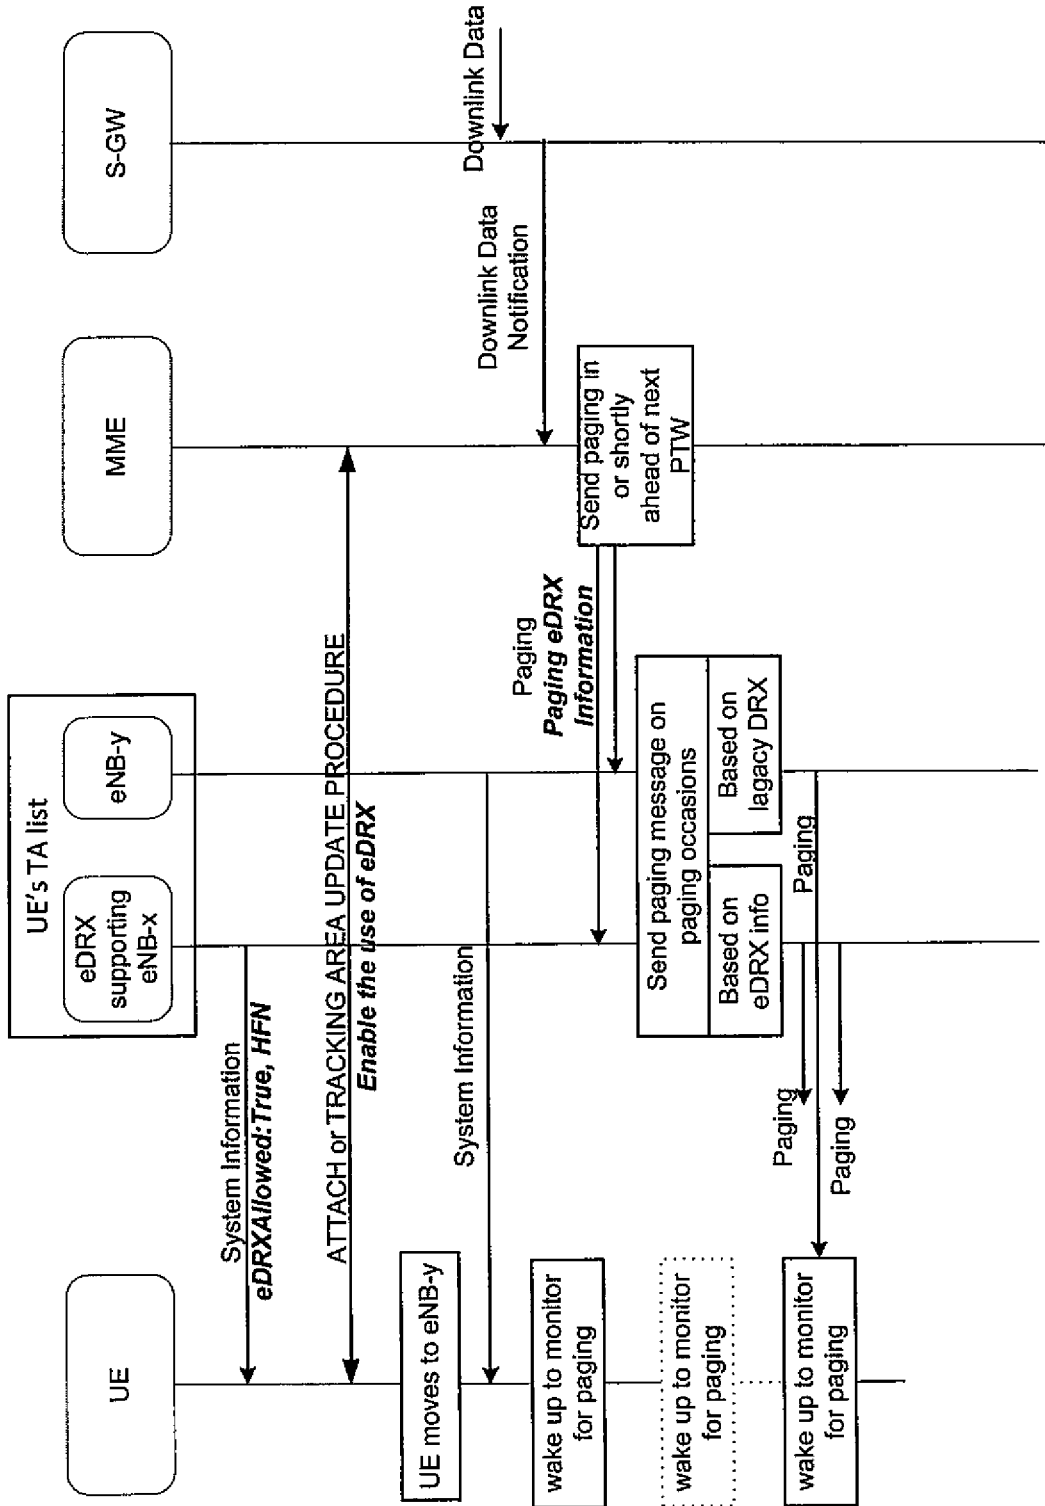 UE
UE's TA list
eDRX
supporting
eNB-x
eNB-y
MME
S-GW
System Information
eDRXAllowed:True, HFN
ATTACH or TRACKING AREA UPDATE PROCEDURE
Enable the use of eDRX
UE moves to eNB-y
System Information
Downlink Data
Downlink Data
Notification
wake up to monitor
for paging
Send paging in
or shortly
ahead of next
PTW
Paging
Paging eDRX
Information
Send paging message on
paging occasions
Based on
eDRX info
Based on
lagacy DRX
wake up to monitor
for paging
Paging
Paging
Paging
wake up to monitor
for paging